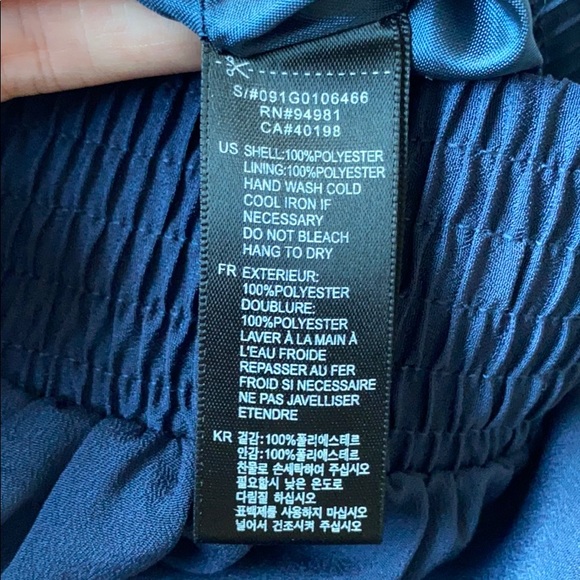 S/#091G0106466
RN#94981
CA#40198
US SHELL:100%POLYESTER
LINING:100%POLYESTER
HAND WASH COLD
COOL IRON IF
NECESSARY
DO NOT BLEACH
HANG TO DRY
FR EXTERIEUR:
100%POLYESTER
DOUBLURE:
100%POLYESTER
LAVER À LA MAIN À
L'EAU FROIDE
REPASSER AU FER
FROID SI NECESSAIRE
NE PAS JAVELLISER
ETENDRE
KR 겉감:100%폴리에스테르
안감:100%폴리에스테르
찬물로 손세탁하여 주십시오
필요할시 낮은 온도로
다림질 하십시오
표백제를 사용하지 마십시오
널어서 건조시켜 주십시오